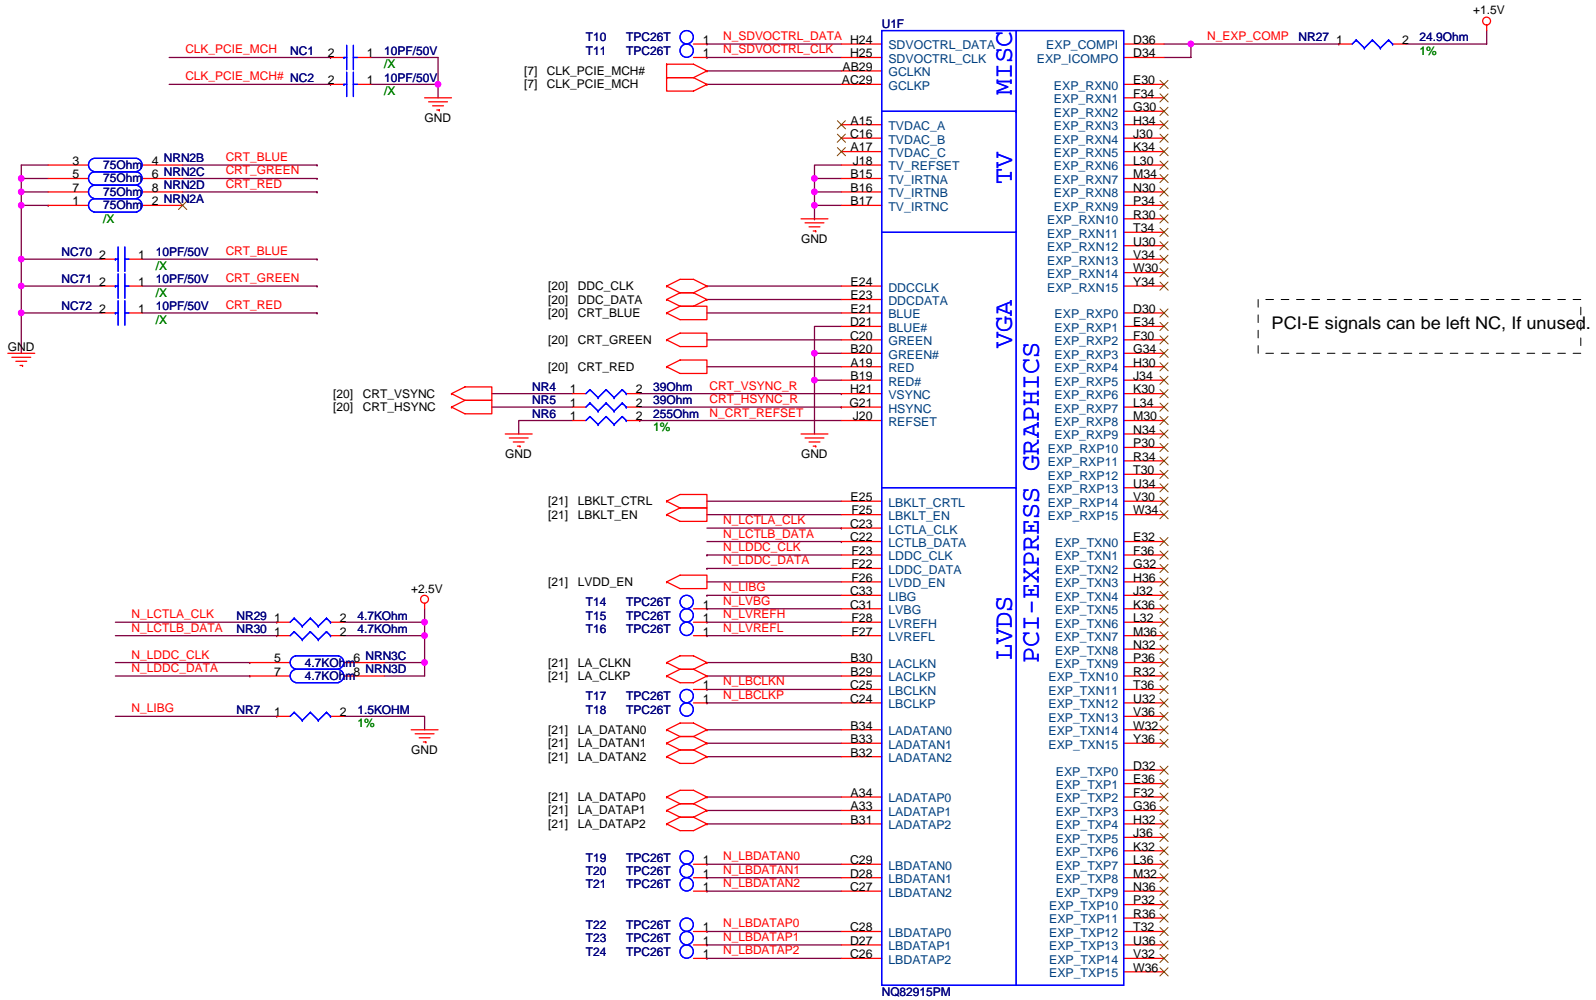 CLK_PCIE_MCH NC1 2 1 10PF/50V
/X
CLK_PCIE_MCH# NC2 2 1 10PF/50V
/X
GND
3 75Ohm 4 NRN2B CRT_BLUE
5 75Ohm 6 NRN2C CRT_GREEN
7 75Ohm 8 NRN2D CRT_RED
1 75Ohm 2 NRN2A
/X
NC70 2 1 10PF/50V CRT_BLUE
/X
NC71 2 1 10PF/50V CRT_GREEN
/X
NC72 2 1 10PF/50V CRT_RED
/X
GND
+2.5V
N_LCTLA_CLK NR29 1 2 4.7KOhm
N_LCTLB_DATA NR30 1 2 4.7KOhm
N_LDDC_CLK 5 4.7KOhm 6 NRN3C
N_LDDC_DATA 7 4.7KOhm 8 NRN3D
N_LIBG NR7 1 2 1.5KOHM
1%
GND
U1F
T10 TPC26T 1 N_SDVOCTRL_DATA H24 SDVOCTRL_DATA
T11 TPC26T 1 N_SDVOCTRL_CLK H25 SDVOCTRL_CLK
[7] CLK_PCIE_MCH# AB29 GCLKN
[7] CLK_PCIE_MCH AC29 GCLKP
MISC
A15 TVDAC_A
C16 TVDAC_B
A17 TVDAC_C
J18 TV_REFSET
B15 TV_IRTNA
B16 TV_IRTNB
B17 TV_IRTNC
TV
GND
[20] DDC_CLK E24 DDCCLK
[20] DDC_DATA E23 DDCDATA
[20] CRT_BLUE E21 BLUE
D21 BLUE#
[20] CRT_GREEN C20 GREEN
B20 GREEN#
[20] CRT_RED A19 RED
B19 RED#
[20] CRT_VSYNC NR4 1 2 39Ohm CRT_VSYNC_R H21 VSYNC
[20] CRT_HSYNC NR5 1 2 39Ohm CRT_HSYNC_R G21 HSYNC
NR6 1 2 255Ohm N_CRT_REFSET J20 REFSET
1%
GND
GND
VGA
[21] LBKLT_CTRL E25 LBKLT_CRTL
[21] LBKLT_EN F25 LBKLT_EN
N_LCTLA_CLK C23 LCTLA_CLK
N_LCTLB_DATA C22 LCTLB_DATA
N_LDDC_CLK F23 LDDC_CLK
N_LDDC_DATA F22 LDDC_DATA
[21] LVDD_EN F26 LVDD_EN
N_LIBG C33 LIBG
T14 TPC26T 1 N_LVBG C31 LVBG
T15 TPC26T 1 N_LVREFH F28 LVREFH
T16 TPC26T 1 N_LVREFL F27 LVREFL
LVDS
[21] LA_CLKN B30 LACLKN
[21] LA_CLKP B29 LACLKP
T17 TPC26T 1 N_LBCLKN C25 LBCLKN
T18 TPC26T 1 N_LBCLKP C24 LBCLKP
[21] LA_DATAN0 B34 LADATAN0
[21] LA_DATAN1 B33 LADATAN1
[21] LA_DATAN2 B32 LADATAN2
[21] LA_DATAP0 A34 LADATAP0
[21] LA_DATAP1 A33 LADATAP1
[21] LA_DATAP2 B31 LADATAP2
T19 TPC26T 1 N_LBDATAN0 C29 LBDATAN0
T20 TPC26T 1 N_LBDATAN1 D28 LBDATAN1
T21 TPC26T 1 N_LBDATAN2 C27 LBDATAN2
T22 TPC26T 1 N_LBDATAP0 C28 LBDATAP0
T23 TPC26T 1 N_LBDATAP1 D27 LBDATAP1
T24 TPC26T 1 N_LBDATAP2 C26 LBDATAP2
NQ82915PM
PCI-EXPRESS GRAPHICS
+1.5V
EXP_COMPI D36 N_EXP_COMP NR27 1 2 24.9Ohm
EXP_ICOMPO D34 1%
EXP_RXN0 E30
EXP_RXN1 F34
EXP_RXN2 G30
EXP_RXN3 H34
EXP_RXN4 J30
EXP_RXN5 K34
EXP_RXN6 L30
EXP_RXN7 M34
EXP_RXN8 N30
EXP_RXN9 P34
EXP_RXN10 R30
EXP_RXN11 T34
EXP_RXN12 U30
EXP_RXN13 V34
EXP_RXN14 W30
EXP_RXN15 Y34
EXP_RXP0 D30
EXP_RXP1 E34
EXP_RXP2 F30
EXP_RXP3 G34
EXP_RXP4 H30
EXP_RXP5 J34
EXP_RXP6 K30
EXP_RXP7 L34
EXP_RXP8 M30
EXP_RXP9 N34
EXP_RXP10 P30
EXP_RXP11 R34
EXP_RXP12 T30
EXP_RXP13 U34
EXP_RXP14 V30
EXP_RXP15 W34
EXP_TXN0 E32
EXP_TXN1 F36
EXP_TXN2 G32
EXP_TXN3 H36
EXP_TXN4 J32
EXP_TXN5 K36
EXP_TXN6 L32
EXP_TXN7 M36
EXP_TXN8 N32
EXP_TXN9 P36
EXP_TXN10 R32
EXP_TXN11 T36
EXP_TXN12 U32
EXP_TXN13 V36
EXP_TXN14 W32
EXP_TXN15 Y36
EXP_TXP0 D32
EXP_TXP1 E36
EXP_TXP2 F32
EXP_TXP3 G36
EXP_TXP4 H32
EXP_TXP5 J36
EXP_TXP6 K32
EXP_TXP7 L36
EXP_TXP8 M32
EXP_TXP9 N36
EXP_TXP10 P32
EXP_TXP11 R36
EXP_TXP12 T32
EXP_TXP13 U36
EXP_TXP14 V32
EXP_TXP15 W36
PCI-E signals can be left NC, If unused.